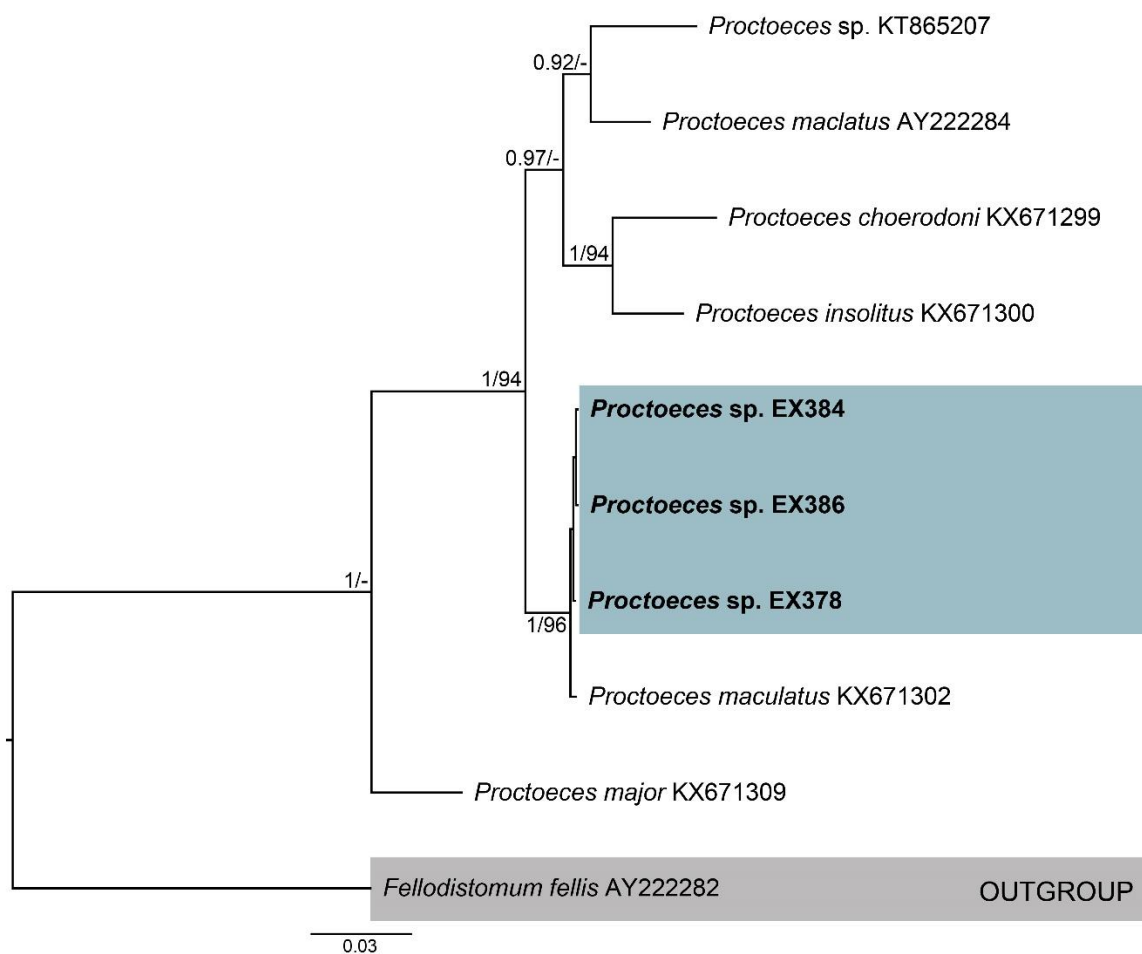 Proctoeces sp. KT865207
0.92/-
Proctoeces maclatus AY222284
0.97/-
Proctoeces choerodoni KX671299
1/94
Proctoeces insolitus KX671300
1/94
Proctoeces sp. EX384
Proctoeces sp. EX386
Proctoeces sp. EX378
1/-
1/96
Proctoeces maculatus KX671302
Proctoeces major KX671309
Fellodistomum fellis AY222282 OUTGROUP
0.03